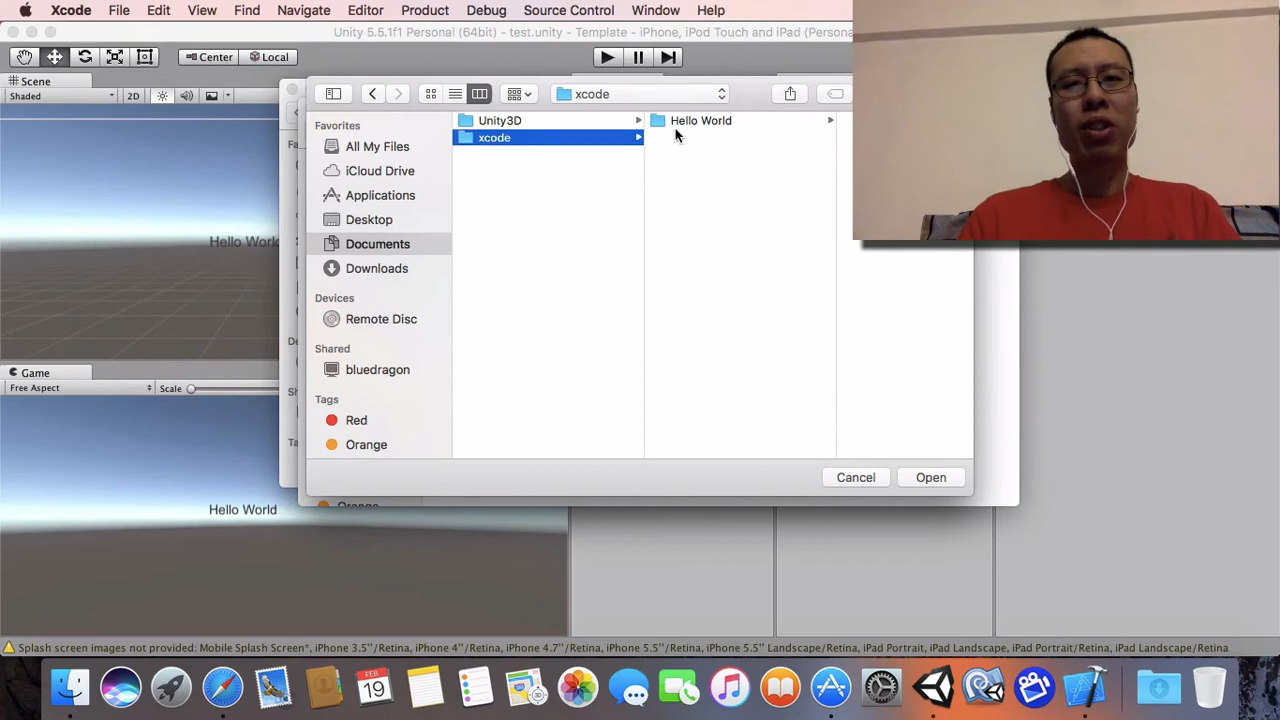 Xcode File Edit View Find Navigate Editor Product Debug Source Control Window Help
Unity 5.5.1f1 Personal (64bit) - test.unity - Template - iPhone, iPod Touch and iPad (Persona
Center Local
Scene
Shaded 2D
xcode
Favorites
All My Files
iCloud Drive
Applications
Desktop
Documents
Downloads
Devices
Remote Disc
Shared
bluedragon
Tags
Red
Orange
Unity3D
xcode
Hello World
Cancel Open
Orange
Hello World
Game
Free Aspect Scale
Hello World
Splash screen images not provided: Mobile Splash Screen*, iPhone 3.5"/Retina, iPhone 4"/Retina, iPhone 4.7"/Retina, iPhone 5.5"/Retina, iPhone 5.5" Landscape/Retina, iPad Portrait, iPad Landscape, iPad Portrait/Retina, iPad Landscape/Retina
FEB
19